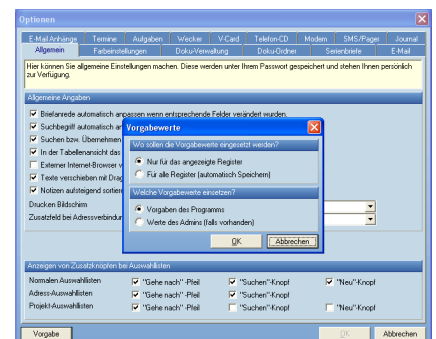 Optionen
E-Mail Anhänge Termine Aufgaben Wecker V-Card Telefon-CD Modem SMS/Pager Journal
Allgemein Farbeinstellungen Doku-Verwaltung Doku-Ordner Serienbriefe E-Mail
Hier können Sie allgemeine Einstellungen machen. Diese werden unter Ihrem Passwort gespeichert und stehen Ihnen persönlich
zur Verfügung.
Allgemeine Angaben
Briefanrede automatisch anpassen wenn entsprechende Felder verändert wurden.
Suchbegriff automatisch an
Suchen bzw. Übernehmen
In der Tabellenansicht das
Externer Internet-Browser v
Texte verschieben mit Drag
Notizen aufsteigend sortier
Drucken Bildschirm
Zusatzfeld bei Adressverbindur
Vorgabewerte
Wo sollen die Vorgabewerte eingesetzt werden?
Nur für das angezeigte Register
Für alle Register (automatisch Speichern)
Welche Vorgabewerte einsetzen?
Vorgaben des Programms
Werte des Admins (falls vorhanden)
OK Abbrechen
Anzeigen von Zusatzknöpfen bei Auswahllisten
Normalen Auswahllisten "Gehe nach" -Pfeil "Suchen"-Knopf "Neu"-Knopf
Adress-Auswahllisten "Gehe nach" -Pfeil "Suchen"-Knopf
Projekt-Auswahllisten "Gehe nach" -Pfeil "Suchen"-Knopf "Neu"-Knopf
Vorgabe OK Abbrechen